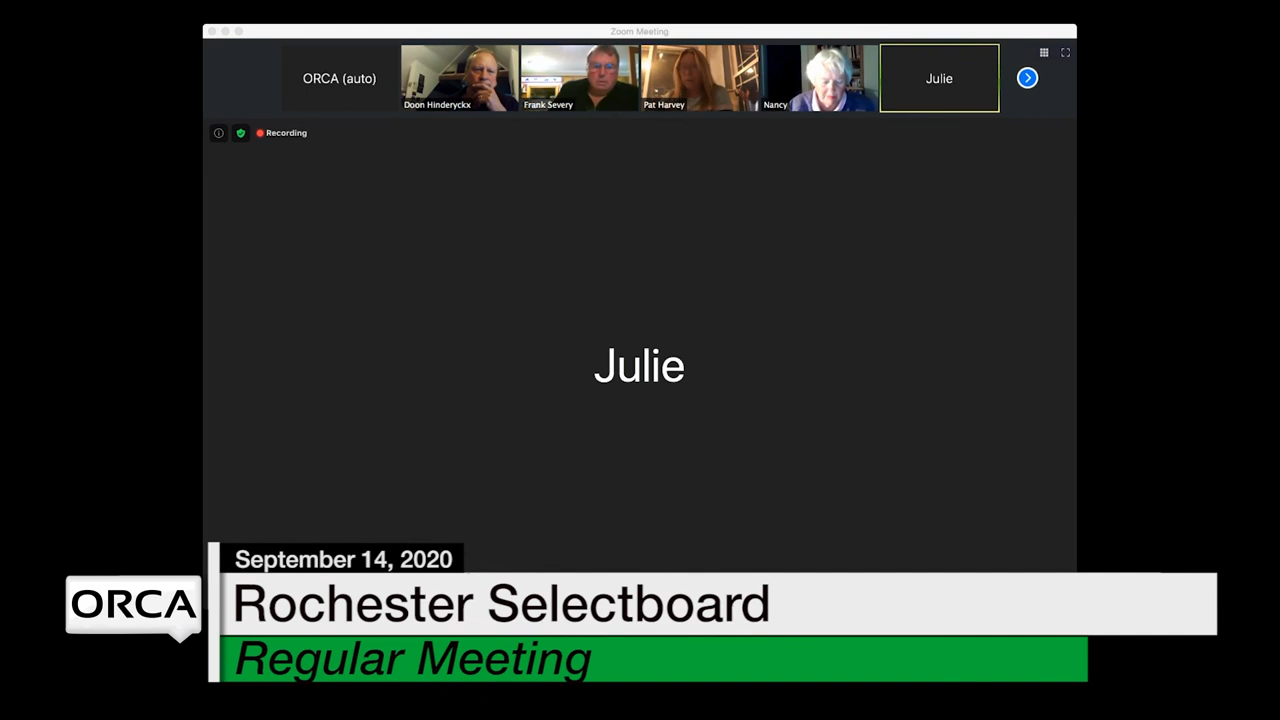 Zoom Meeting
ORCA (auto)
Doon Hinderyckx
Frank Severy
Pat Harvey
Nancy
Julie
Recording
Julie
September 14, 2020
ORCA
Rochester Selectboard
Regular Meeting